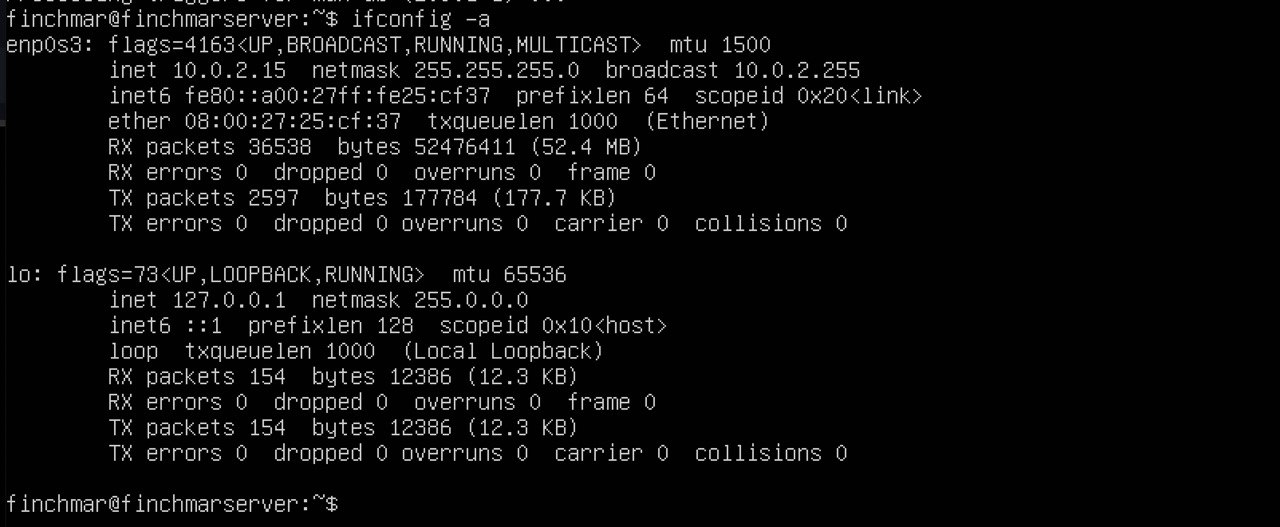 finchmar@finchmarserver:~$ ifconfig -a
enp0s3: flags=4163<UP,BROADCAST,RUNNING,MULTICAST>  mtu 1500
        inet 10.0.2.15  netmask 255.255.255.0  broadcast 10.0.2.255
        inet6 fe80::a00:27ff:fe25:cf37  prefixlen 64  scopeid 0x20<link>
        ether 08:00:27:25:cf:37  txqueuelen 1000  (Ethernet)
        RX packets 36538  bytes 52476411 (52.4 MB)
        RX errors 0  dropped 0  overruns 0  frame 0
        TX packets 2597  bytes 177784 (177.7 KB)
        TX errors 0  dropped 0 overruns 0  carrier 0  collisions 0

lo: flags=73<UP,LOOPBACK,RUNNING>  mtu 65536
        inet 127.0.0.1  netmask 255.0.0.0
        inet6 ::1  prefixlen 128  scopeid 0x10<host>
        loop  txqueuelen 1000  (Local Loopback)
        RX packets 154  bytes 12386 (12.3 KB)
        RX errors 0  dropped 0  overruns 0  frame 0
        TX packets 154  bytes 12386 (12.3 KB)
        TX errors 0  dropped 0 overruns 0  carrier 0  collisions 0

finchmar@finchmarserver:~$